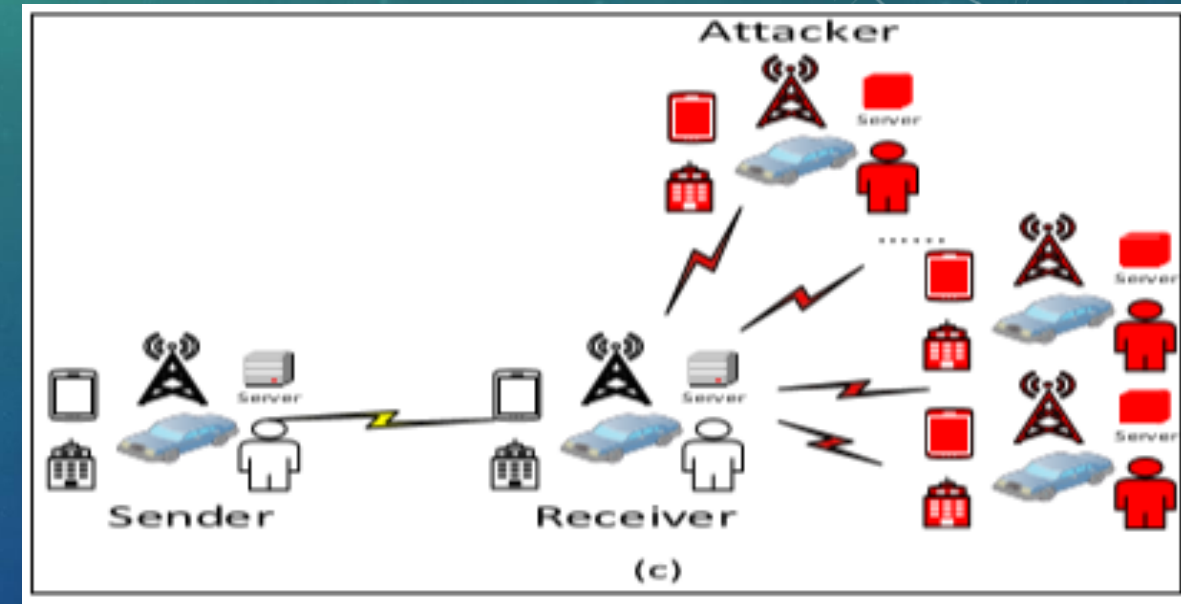 Attacker
Server
......
Server
Server
Server
Server
Sender
Receiver
(c)